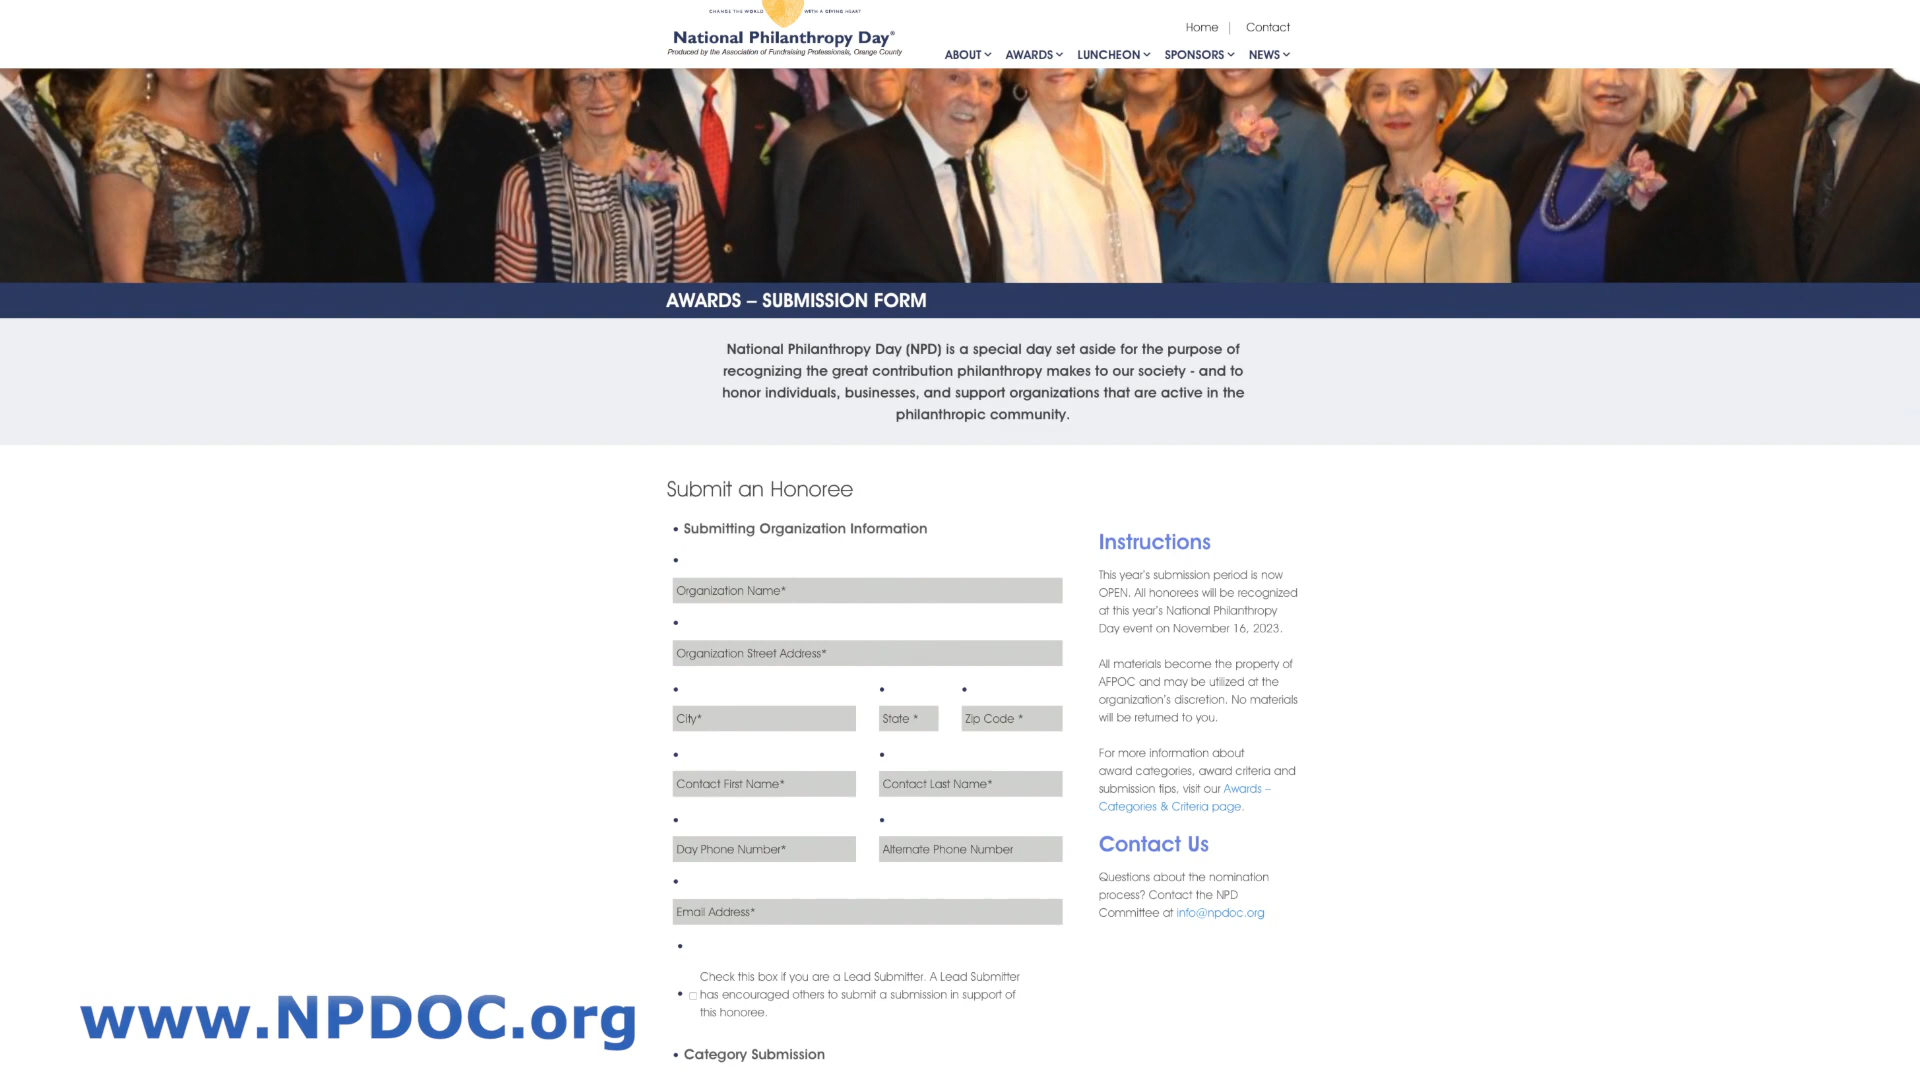 CHANGE THE WORLD WITH A GIVING HEART
National Philanthropy Day®
Produced by the Association of Fundraising Professionals, Orange County
Home | Contact
ABOUT AWARDS LUNCHEON SPONSORS NEWS
AWARDS – SUBMISSION FORM
National Philanthropy Day (NPD) is a special day set aside for the purpose of
recognizing the great contribution philanthropy makes to our society - and to
honor individuals, businesses, and support organizations that are active in the
philanthropic community.
Submit an Honoree
• Submitting Organization Information
Organization Name*
Organization Street Address*
City* State * Zip Code *
Contact First Name* Contact Last Name*
Day Phone Number* Alternate Phone Number
Email Address*
Check this box if you are a Lead Submitter. A Lead Submitter
has encouraged others to submit a submission in support of
this honoree.
• Category Submission
Instructions
This year's submission period is now
OPEN. All honorees will be recognized
at this year's National Philanthropy
Day event on November 16, 2023.
All materials become the property of
AFPOC and may be utilized at the
organization's discretion. No materials
will be returned to you.
For more information about
award categories, award criteria and
submission tips, visit our Awards –
Categories & Criteria page.
Contact Us
Questions about the nomination
process? Contact the NPD
Committee at info@npdoc.org
www.NPDOC.org